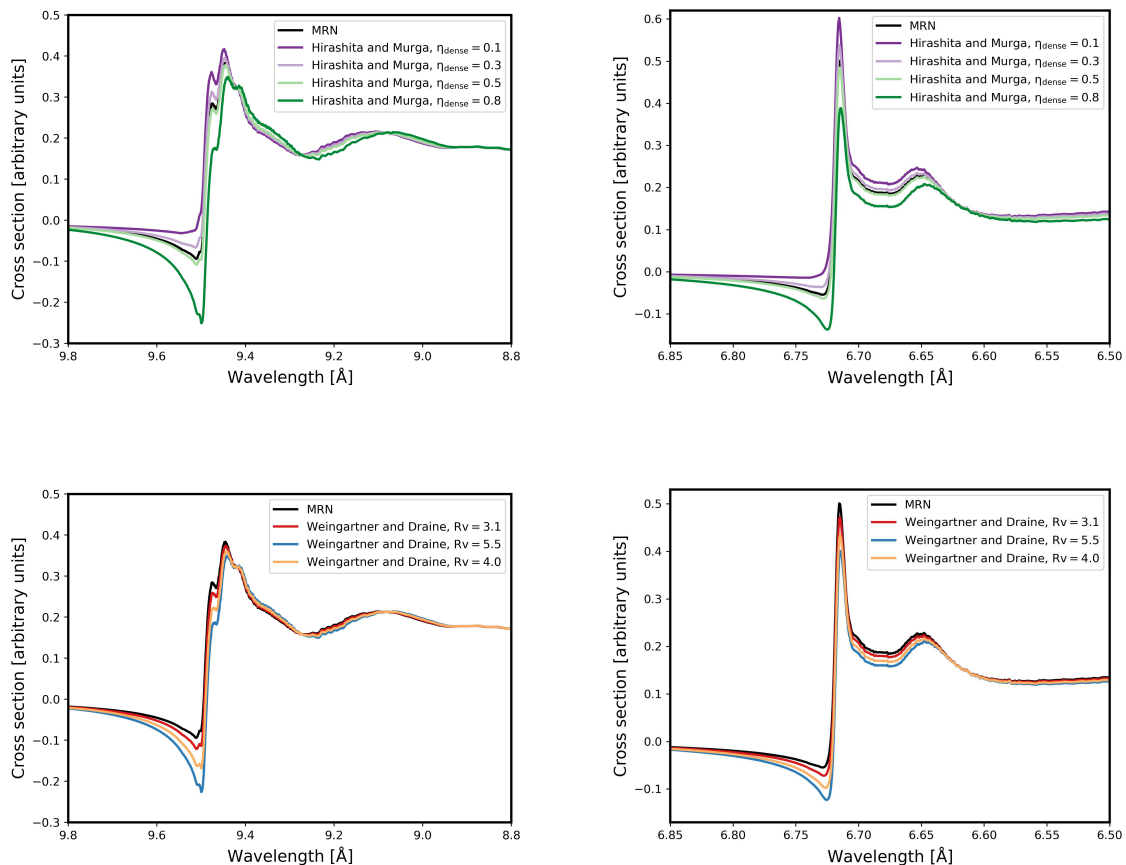 0.5
0.4
0.3
0.2
0.1
0.0
−0.1
−0.2
−0.3
Cross section [arbitrary units]
MRN
Hirashita and Murga, ηdense = 0.1
Hirashita and Murga, ηdense = 0.3
Hirashita and Murga, ηdense = 0.5
Hirashita and Murga, ηdense = 0.8
9.8 9.6 9.4 9.2 9.0 8.8
Wavelength [Å]
0.6
0.5
0.4
0.3
0.2
0.1
0.0
−0.1
Cross section [arbitrary units]
MRN
Hirashita and Murga, ηdense = 0.1
Hirashita and Murga, ηdense = 0.3
Hirashita and Murga, ηdense = 0.5
Hirashita and Murga, ηdense = 0.8
6.85 6.80 6.75 6.70 6.65 6.60 6.55 6.50
Wavelength [Å]
0.5
0.4
0.3
0.2
0.1
0.0
−0.1
−0.2
−0.3
Cross section [arbitrary units]
MRN
Weingartner and Draine, Rv = 3.1
Weingartner and Draine, Rv = 5.5
Weingartner and Draine, Rv = 4.0
9.8 9.6 9.4 9.2 9.0 8.8
Wavelength [Å]
0.5
0.4
0.3
0.2
0.1
0.0
−0.1
Cross section [arbitrary units]
MRN
Weingartner and Draine, Rv = 3.1
Weingartner and Draine, Rv = 5.5
Weingartner and Draine, Rv = 4.0
6.85 6.80 6.75 6.70 6.65 6.60 6.55 6.50
Wavelength [Å]